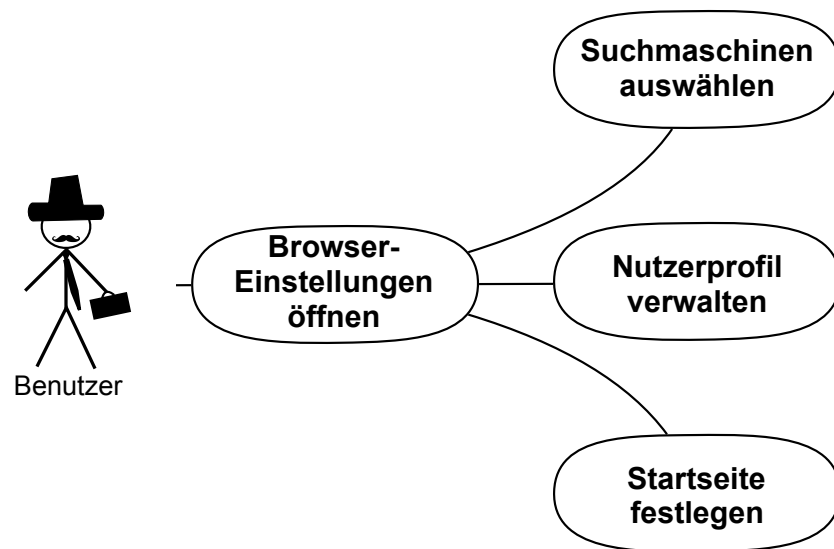 Suchmaschinen
auswählen
Browser-
Einstellungen
öffnen
Nutzerprofil
verwalten
Benutzer
Startseite
festlegen